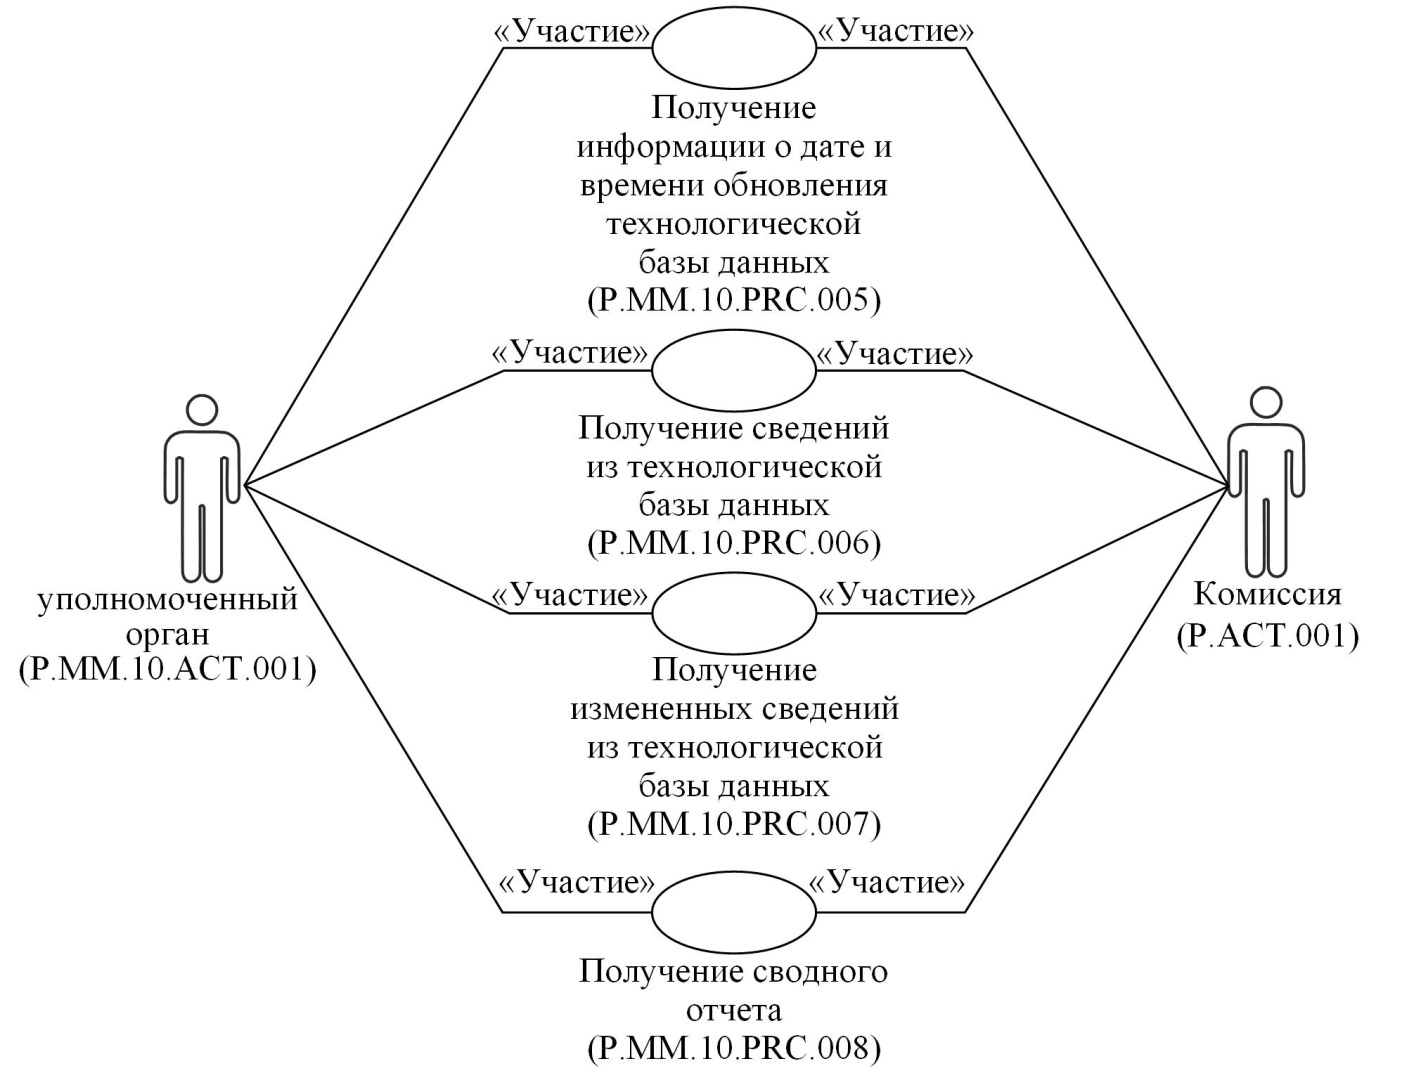 «Участие»
«Участие»
Получение
информации о дате и
времени обновления
технологической
базы данных
(P.MM.10.PRC.005)
«Участие»
«Участие»
Получение сведений
из технологической
базы данных
(P.MM.10.PRC.006)
уполномоченный
орган
(P.MM.10.ACT.001)
«Участие»
«Участие»
Комиссия
(P.ACT.001)
Получение
измененных сведений
из технологической
базы данных
(P.MM.10.PRC.007)
«Участие»
«Участие»
Получение сводного
отчета
(P.MM.10.PRC.008)